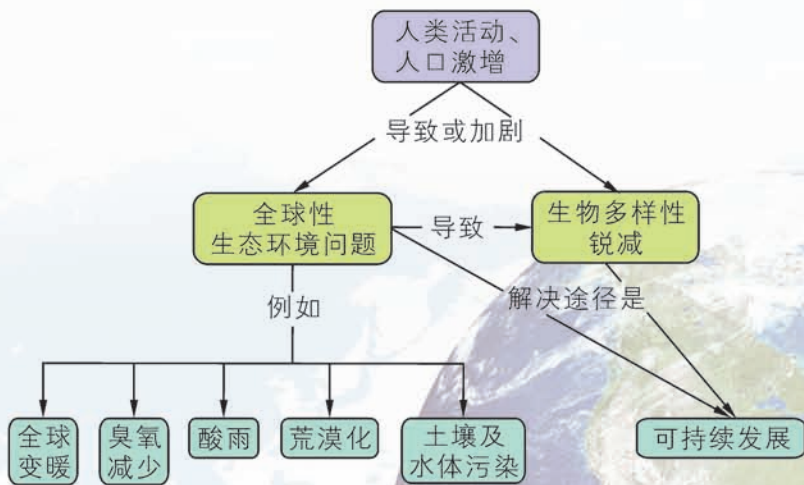 人类活动、
人口激增
导致或加剧
全球性
生态环境问题
导致
生物多样性
锐减
例如
解决途径是
全球
变暖
臭氧
减少
酸雨
荒漠化
土壤及
水体污染
可持续发展